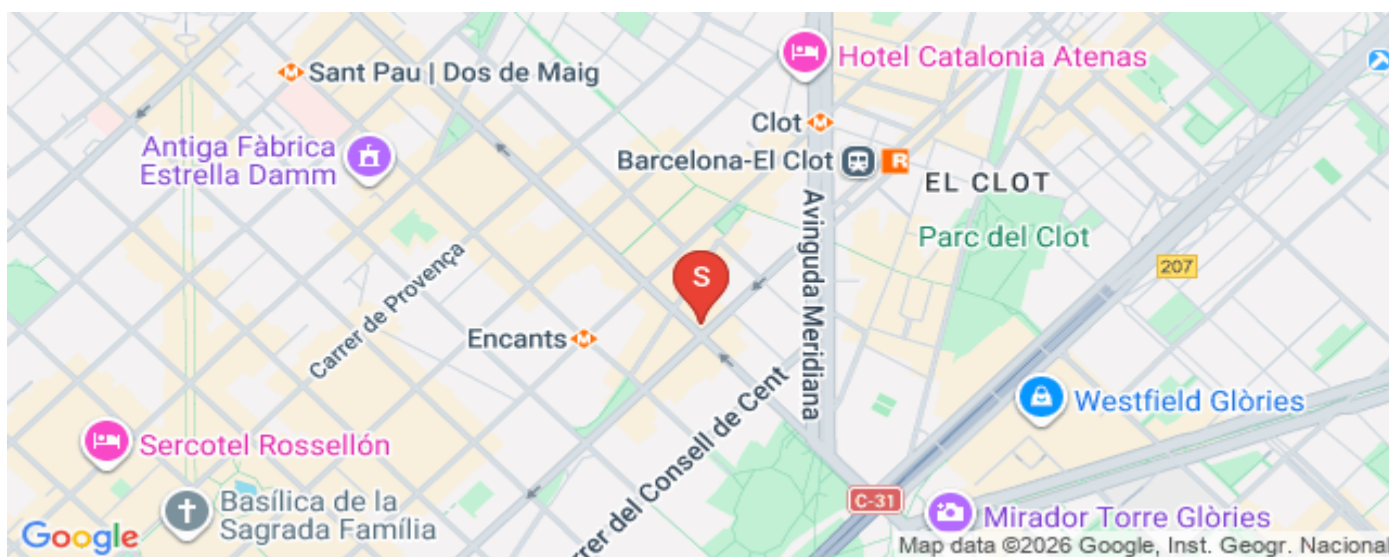 Hotel Catalonia Atenas
Sant Pau | Dos de Maig
Clot
Antiga Fàbrica
Estrella Damm
Barcelona-El Clot
R
EL CLOT
Avinguda Meridiana
Parc del Clot
Carrer de Provença
207
S
Encants
Carrer del Consell de Cent
Westfield Glòries
Sercotel Rossellón
Basílica de la
Sagrada Família
C-31
Mirador Torre Glòries
Google
Map data ©2026 Google, Inst. Geogr. Nacional